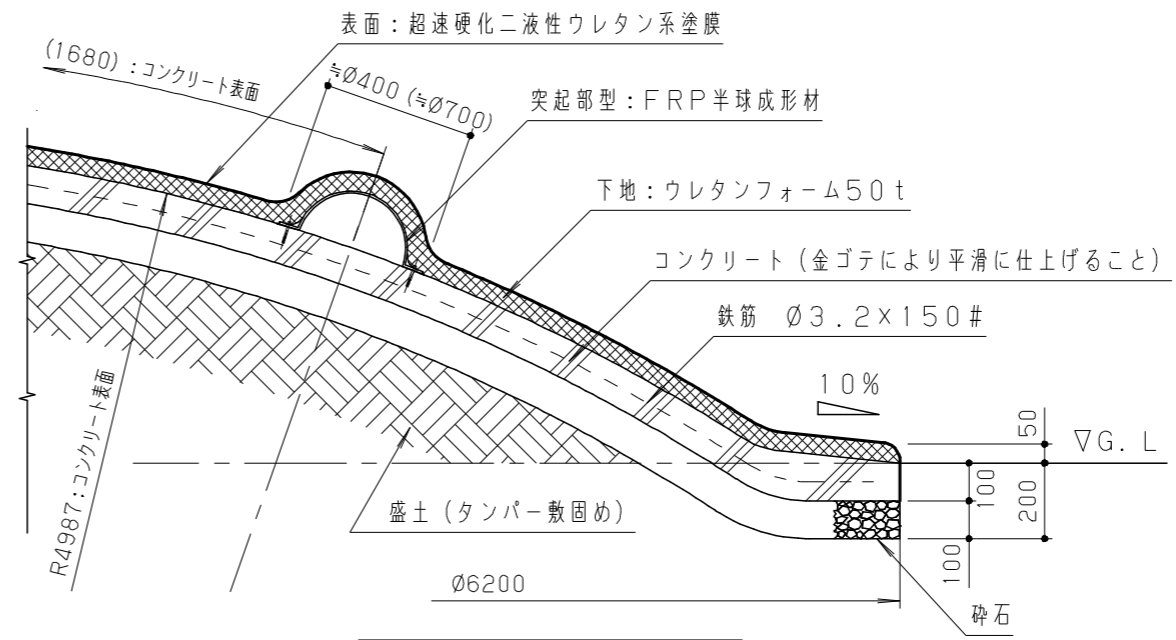 表面：超速硬化二液性ウレタン系塗膜
(1680)：コンクリート表面
≒Ø400(≒Ø700)
突起部型：FRP半球成形材
下地：ウレタンフォーム50t
コンクリート（金ゴテにより平滑に仕上げること）
鉄筋 Ø3.2×150#
10%
50
▽G.L
100
200
100
R4987：コンクリート表面
盛土（タンパー敷固め）
Ø6200
砕石